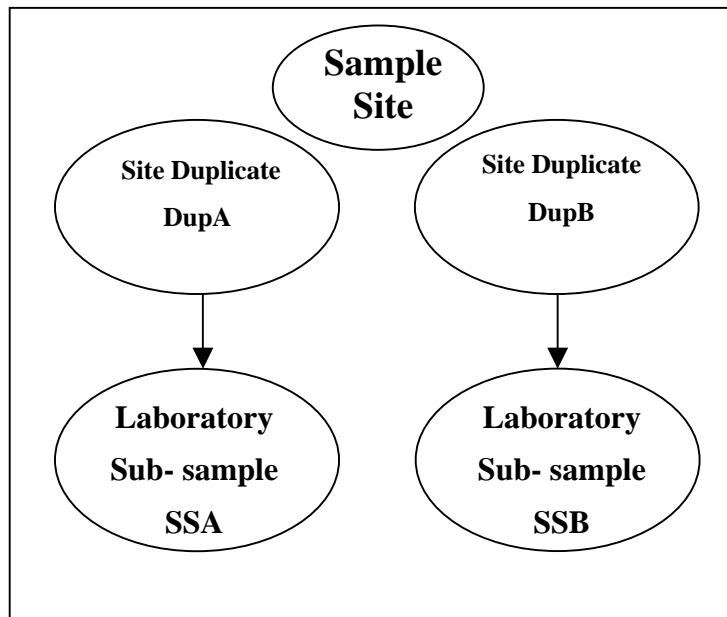 Sample
Site
Site Duplicate
DupA
Site Duplicate
DupB
Laboratory
Sub- sample
SSA
Laboratory
Sub- sample
SSB